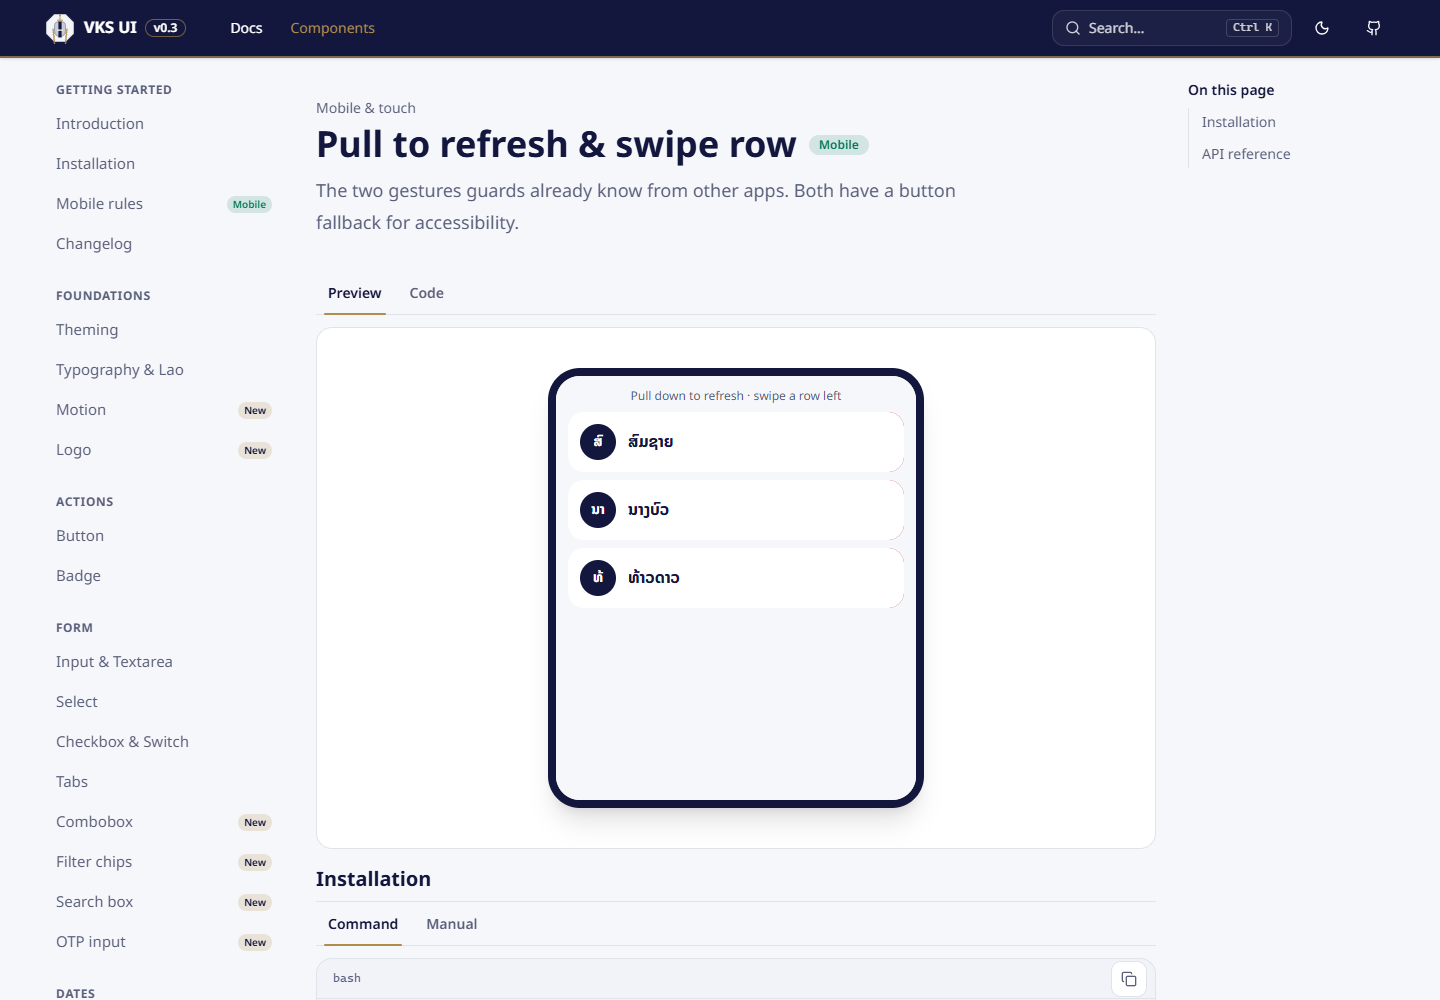 VKS UI v0.3 Docs Components Search... Ctrl K
GETTING STARTED
Introduction
Installation
Mobile rules Mobile
Changelog
FOUNDATIONS
Theming
Typography & Lao
Motion New
Logo New
ACTIONS
Button
Badge
FORM
Input & Textarea
Select
Checkbox & Switch
Tabs
Combobox New
Filter chips New
Search box New
OTP input New
DATES
Mobile & touch
Pull to refresh & swipe row Mobile
The two gestures guards already know from other apps. Both have a button
fallback for accessibility.
Preview Code
Pull down to refresh · swipe a row left
ສົ ສົມຊາຍ
ນາ ນາງບົວ
ທ້ ທ້າວດາວ
Installation
Command Manual
bash
On this page
Installation
API reference